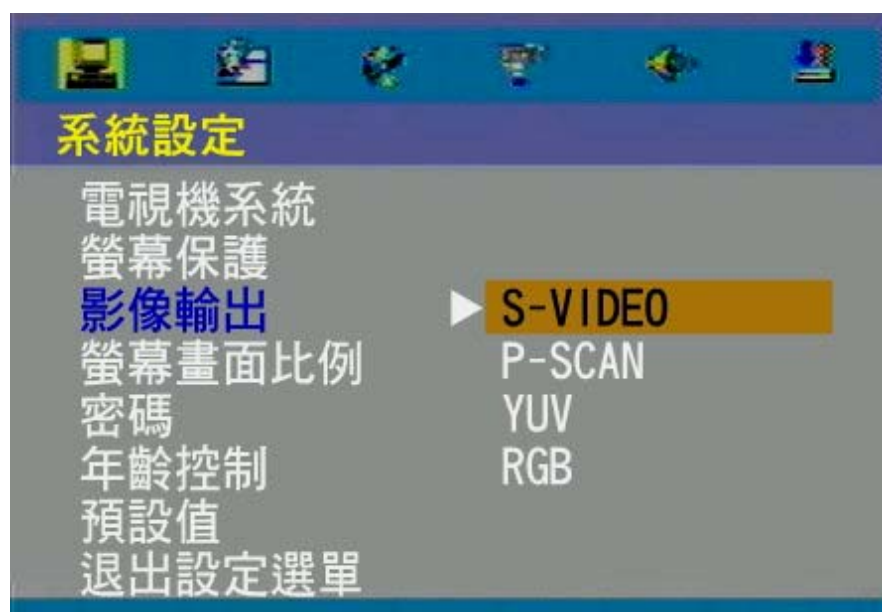 系統設定
電視機系統
螢幕保護
影像輸出 S-VIDEO
螢幕畫面比例 P-SCAN
密碼 YUV
年齡控制 RGB
預設值
退出設定選單